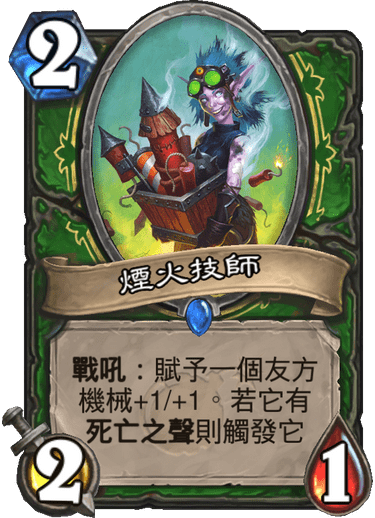 2
煙火技師
戰吼：賦予一個友方
機械+1/+1。若它有
死亡之聲則觸發它
2
1